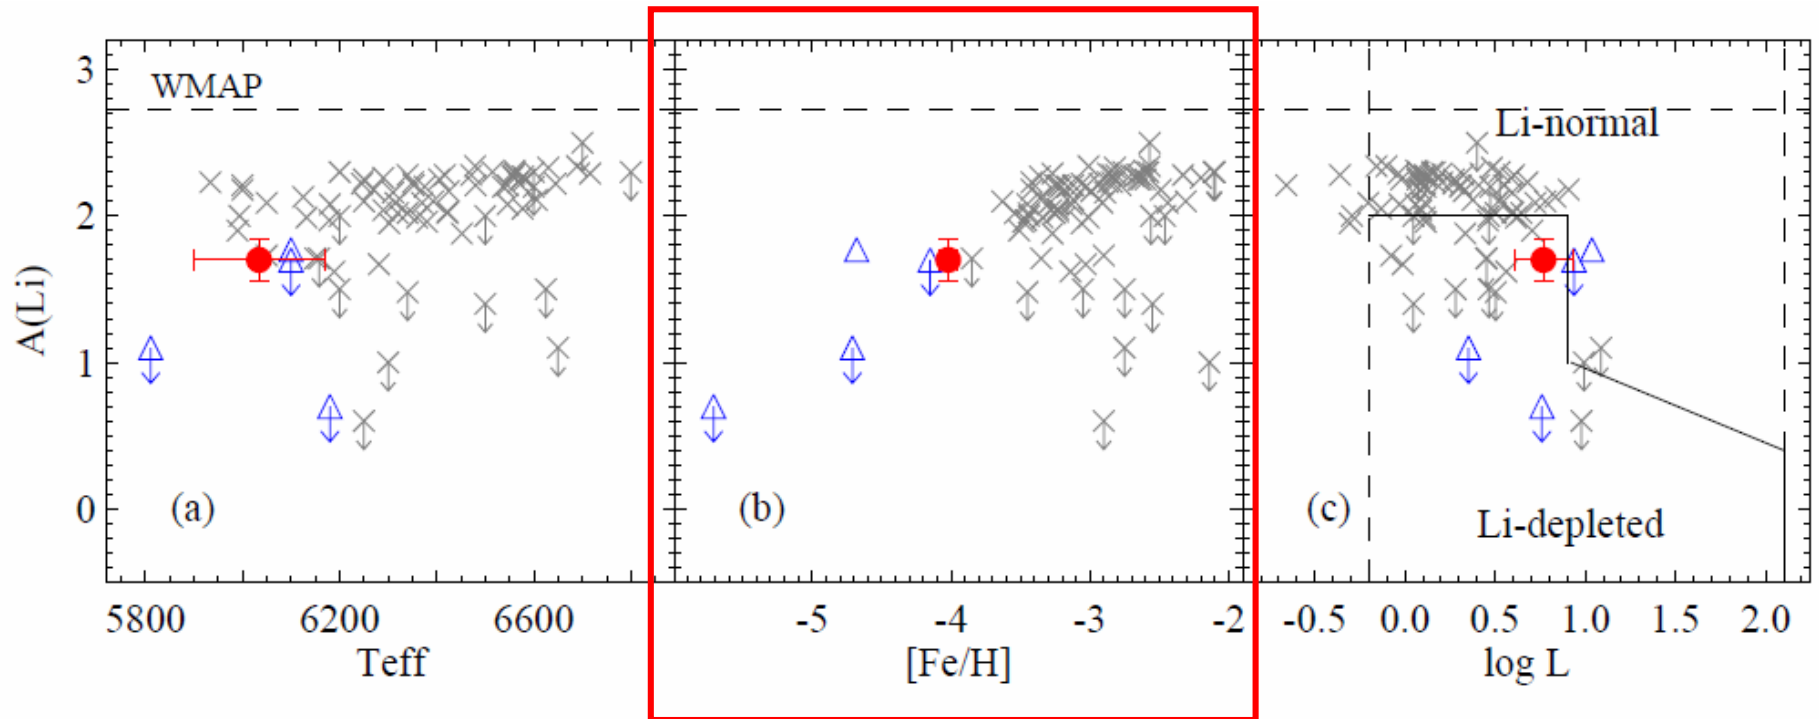 3
2
1
0
A(Li)
WMAP
(a)
5800 6200 6600
Teff
(b)
-5 -4 -3 -2
[Fe/H]
Li-normal
(c)
Li-depleted
-0.5 0.0 0.5 1.0 1.5 2.0
log L